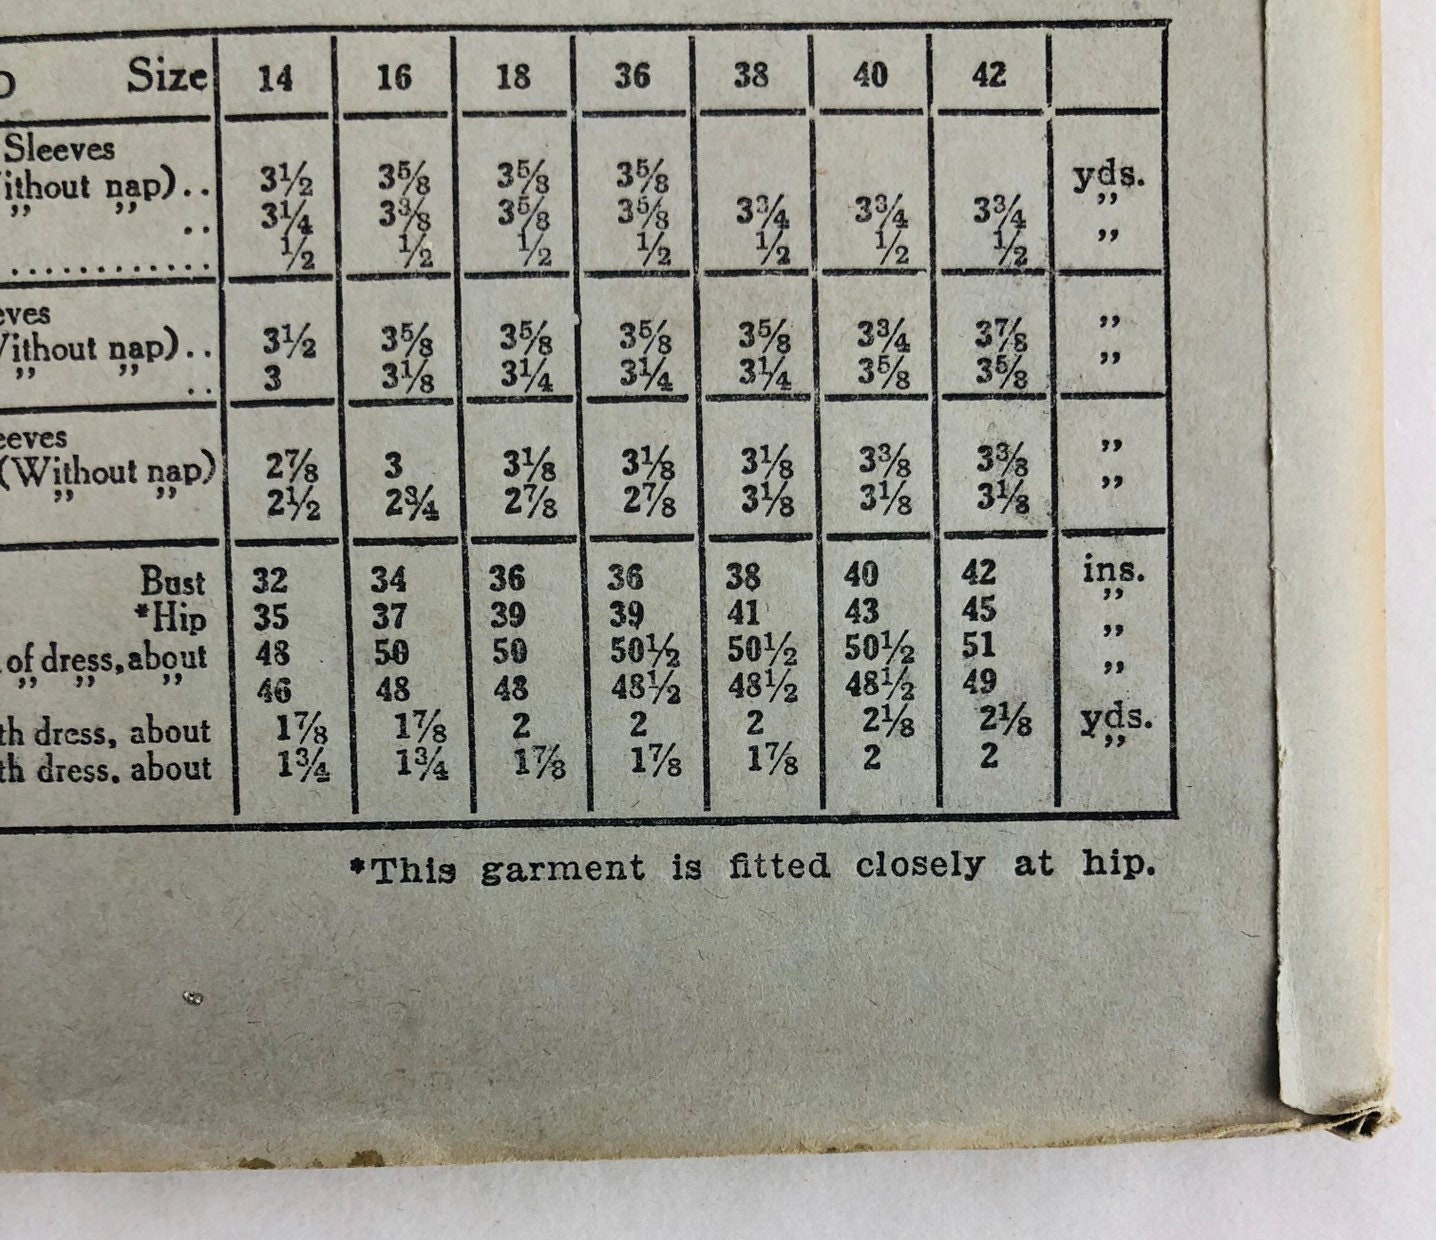 Size 14 16 18 36 38 40 42
Sleeves
ithout nap).. 3½ 3⅝ 3⅝ 3⅝ yds.
„ „ .. 3¼ 3⅜ 3⅝ 3⅝ 3¾ 3¾ 3¾ „
............ ½ ½ ½ ½ ½ ½ ½ „
eves
ithout nap).. 3½ 3⅝ 3⅝ 3⅝ 3⅝ 3¾ 3⅞ „
„ „ .. 3 3⅛ 3¼ 3¼ 3¼ 3⅝ 3⅝ „
eeves
(Without nap) 2⅞ 3 3⅛ 3⅛ 3⅛ 3⅜ 3⅜ „
„ „ 2½ 2¾ 2⅞ 2⅞ 3⅛ 3⅛ 3⅛ „
Bust 32 34 36 36 38 40 42 ins.
*Hip 35 37 39 39 41 43 45 „
of dress, about 48 50 50 50½ 50½ 50½ 51 „
„ „ „ 46 48 48 48½ 48½ 48½ 49 „
th dress, about 1⅞ 1⅞ 2 2 2 2⅛ 2⅛ yds.
th dress. about 1¾ 1¾ 1⅞ 1⅞ 1⅞ 2 2 „
*This garment is fitted closely at hip.